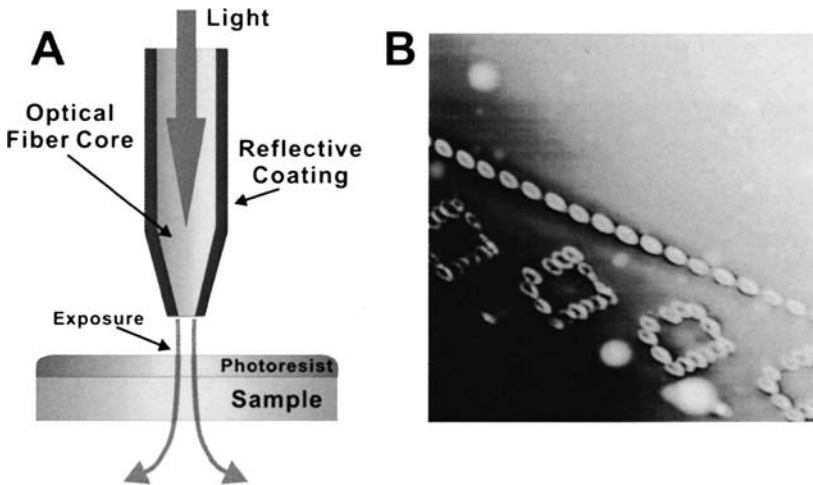 A
Light
Optical
Fiber Core
Reflective
Coating
Exposure
Photoresist
Sample
B